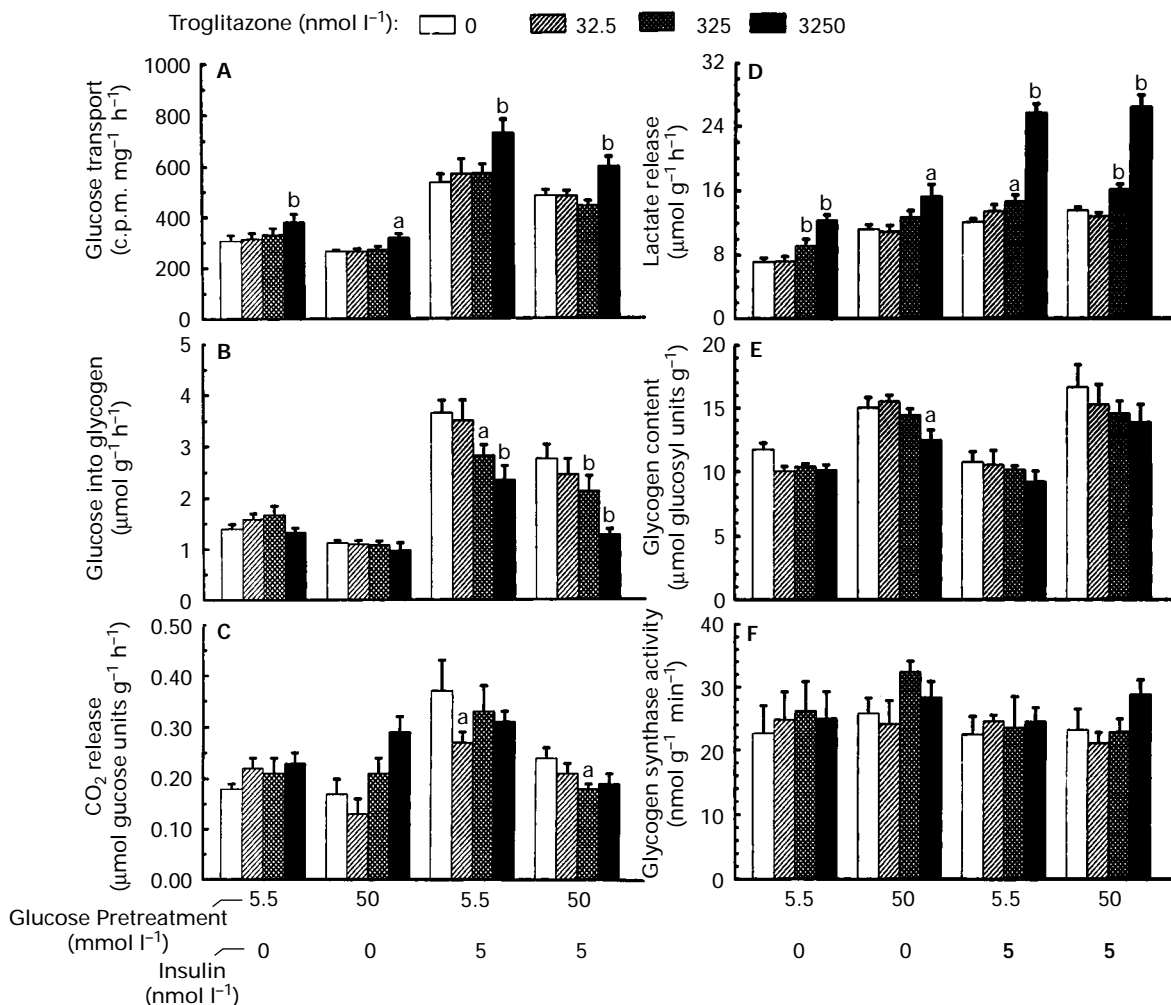 Troglitazone (nmol l⁻¹): 0 32.5 325 3250
A
Glucose transport
(c.p.m. mg⁻¹ h⁻¹)
1000
800
600
400
200
0
b
a
b
b
D
Lactate release
(μmol g⁻¹ h⁻¹)
32
28
24
20
16
12
8
4
0
b
b
a
a
b
b
b
B
Glucose into glycogen
(μmol g⁻¹ h⁻¹)
5
4
3
2
1
0
a
b
b
b
E
Glycogen content
(μmol glucosyl units g⁻¹)
20
15
10
5
0
a
C
CO₂ release
(μmol gucose units g⁻¹ h⁻¹)
0.50
0.40
0.30
0.20
0.10
0.00
a
a
F
Glycogen synthase activity
(nmol g⁻¹ min⁻¹)
40
30
20
10
0
5.5 50 5.5 50 5.5 50 5.5 50
Glucose Pretreatment
(mmol l⁻¹)
0 0 5 5 0 0 5 5
Insulin
(nmol l⁻¹)